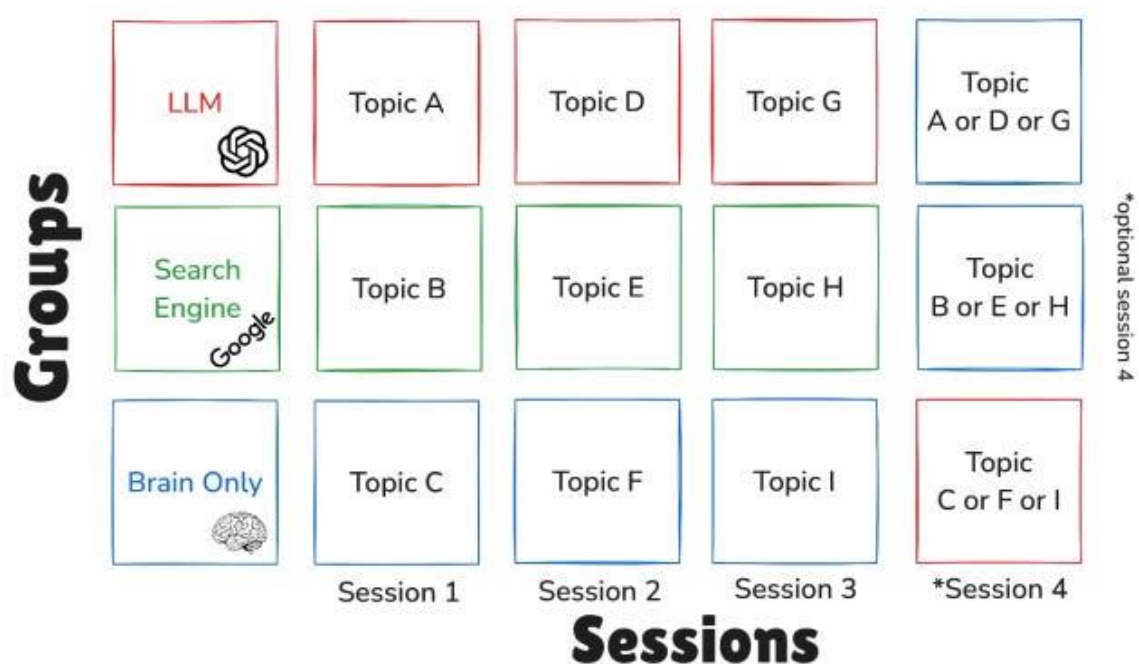 LLM
Topic A
Topic D
Topic G
Topic
A or D or G
Search
Engine
Google
Topic B
Topic E
Topic H
Topic
B or E or H
Brain Only
Topic C
Topic F
Topic I
Topic
C or F or I
Groups
*optional session 4
Session 1
Session 2
Session 3
*Session 4
Sessions